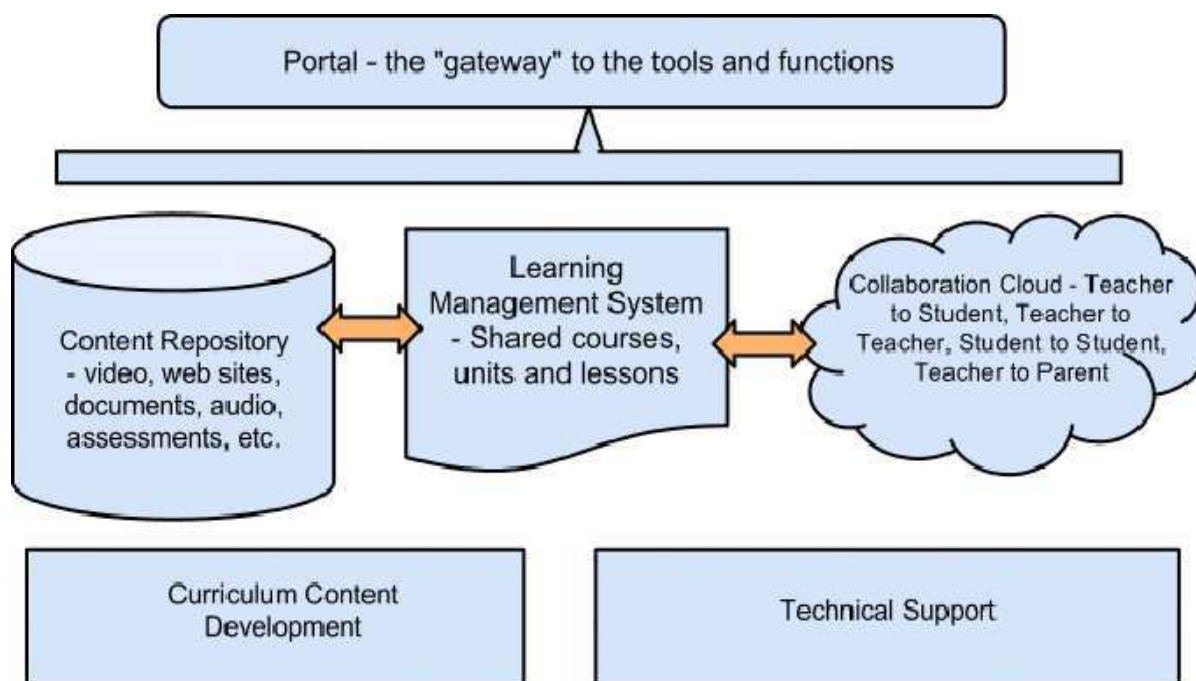 Portal - the "gateway" to the tools and functions
Content Repository
- video, web sites,
documents, audio,
assessments, etc.
Learning
Management System
- Shared courses,
units and lessons
Collaboration Cloud - Teacher
to Student, Teacher to
Teacher, Student to Student,
Teacher to Parent
Curriculum Content
Development
Technical Support